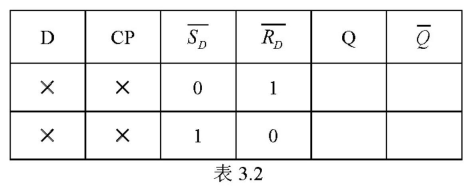 D CP $\overline{S_D}$ $\overline{R_D}$ Q $\overline{Q}$
× × 0 1
× × 1 0
表 3.2